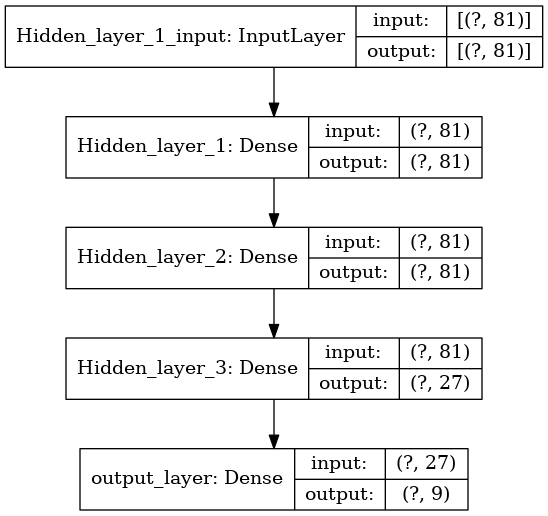 Hidden_layer_1_input: InputLayer
input: [(?, 81)]
output: [(?, 81)]
Hidden_layer_1: Dense
input: (?, 81)
output: (?, 81)
Hidden_layer_2: Dense
input: (?, 81)
output: (?, 81)
Hidden_layer_3: Dense
input: (?, 81)
output: (?, 27)
output_layer: Dense
input: (?, 27)
output: (?, 9)